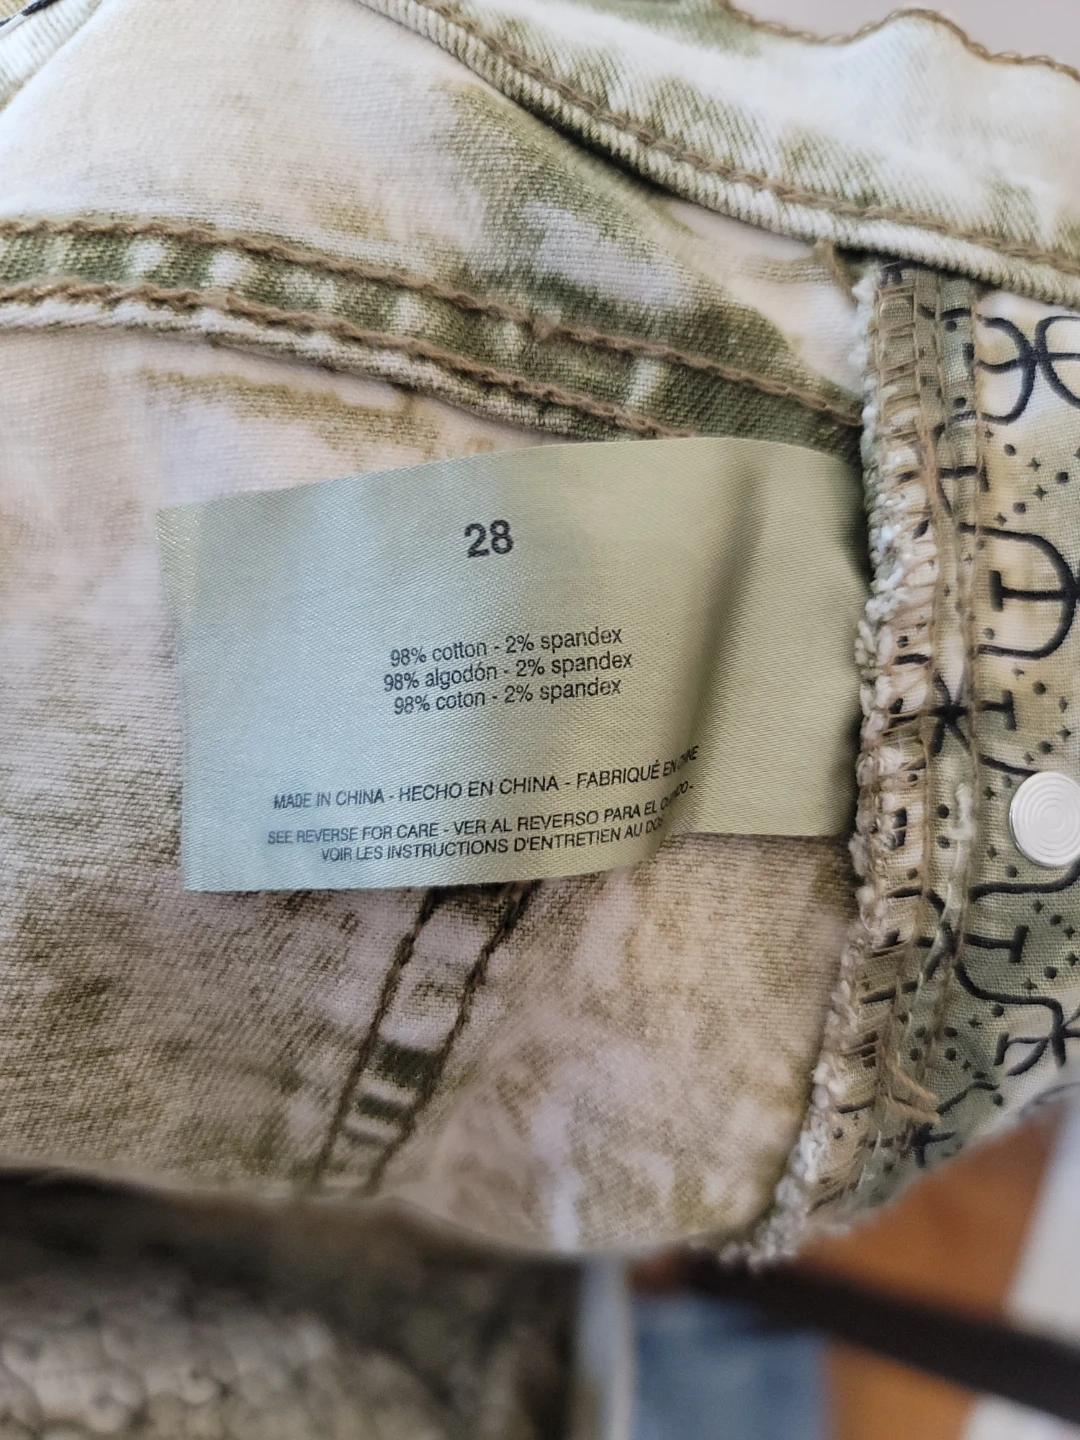 28
98% cotton - 2% spandex
98% algodón - 2% spandex
98% coton - 2% spandex
MADE IN CHINA - HECHO EN CHINA - FABRIQUÉ EN
SEE REVERSE FOR CARE - VER AL REVERSO PARA EL
VOIR LES INSTRUCTIONS D'ENTRETIEN AU